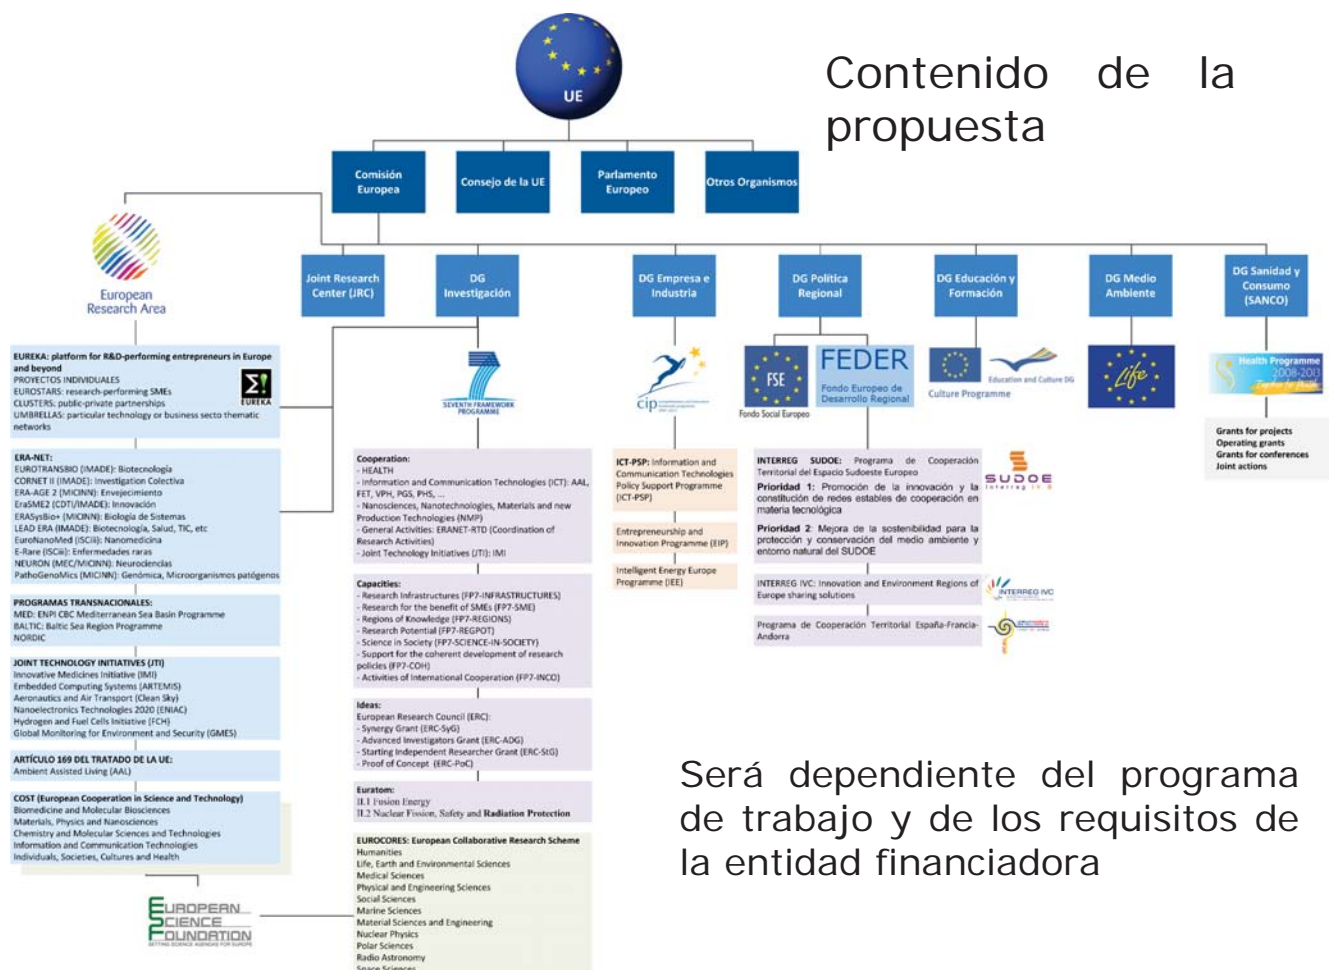 UE
Contenido de la
propuesta
Comisión
Europea
Consejo de la UE
Parlamento
Europeo
Otros Organismos
European
Research Area
Joint Research
Center (JRC)
DG
Investigación
DG Empresa e
Industria
DG Política
Regional
DG Educación y
Formación
DG Medio
Ambiente
DG Sanidad y
Consumo
(SANCO)
EUREKA: platform for R&D-performing entrepreneurs in Europe
and beyond
PROYECTOS INDIVIDUALES
EUROSTARS: research-performing SMEs
CLUSTERS: public-private partnerships
UMBRELLAS: particular technology or business secto thematic
networks
Σ!
EUREKA
ERA-NET:
EUROTRANSBIO (IMADE): Biotecnología
CORNET II (IMADE): Investigación Colectiva
ERA-AGE 2 (MICINN): Envejecimiento
EraSME2 (CDTI/IMADE): Innovación
ERASysBio+ (MICINN): Biología de Sistemas
LEAD ERA (IMADE): Biotecnología, Salud, TIC, etc
EuroNanoMed (ISCiii): Nanomedicina
E-Rare (ISCiii): Enfermedades raras
NEURON (MEC/MICINN): Neurociencias
PathoGenoMics (MICINN): Genómica, Microorganismos patógenos
PROGRAMAS TRANSNACIONALES:
MED: ENPI CBC Mediterranean Sea Basin Programme
BALTIC: Baltic Sea Region Programme
NORDIC
JOINT TECHNOLOGY INITIATIVES (JTI)
Innovative Medicines Initiative (IMI)
Embedded Computing Systems (ARTEMIS)
Aeronautics and Air Transport (Clean Sky)
Nanoelectronics Technologies 2020 (ENIAC)
Hydrogen and Fuel Cells Initiative (FCH)
Global Monitoring for Environment and Security (GMES)
ARTÍCULO 169 DEL TRATADO DE LA UE:
Ambient Assisted Living (AAL)
COST (European Cooperation in Science and Technology)
Biomedicine and Molecular Biosciences
Materials, Physics and Nanosciences
Chemistry and Molecular Sciences and Technologies
Information and Communication Technologies
Individuals, Societies, Cultures and Health
EUROPEAN
SCIENCE
FOUNDATION
SETTING SCIENCE AGENDAS FOR EUROPE
SEVENTH FRAMEWORK
PROGRAMME
Cooperation:
- HEALTH
- Information and Communication Technologies (ICT): AAL,
FET, VPH, PGS, PHS, ...
- Nanosciences, Nanotechnologies, Materials and new
Production Technologies (NMP)
- General Activities: ERANET-RTD (Coordination of
Research Activities)
- Joint Technology Initiatives (JTI): IMI
Capacities:
- Research Infrastructures (FP7-INFRASTRUCTURES)
- Research for the benefit of SMEs (FP7-SME)
- Regions of Knowledge (FP7-REGIONS)
- Research Potential (FP7-REGPOT)
- Science in Society (FP7-SCIENCE-IN-SOCIETY)
- Support for the coherent development of research
policies (FP7-COH)
- Activities of International Cooperation (FP7-INCO)
Ideas:
European Research Council (ERC):
- Synergy Grant (ERC-SyG)
- Advanced Investigators Grant (ERC-ADG)
- Starting Independent Researcher Grant (ERC-StG)
- Proof of Concept (ERC-PoC)
Euratom:
II.1 Fusion Energy
II.2 Nuclear Fission, Safety and Radiation Protection
EUROCORES: European Collaborative Research Scheme
Humanities
Life, Earth and Environmental Sciences
Medical Sciences
Physical and Engineering Sciences
Social Sciences
Marine Sciences
Material Sciences and Engineering
Nuclear Physics
Polar Sciences
Radio Astronomy
Space Sciences
cip
ICT-PSP: Information and
Communication Technologies
Policy Support Programme
(ICT-PSP)
Entrepreneurship and
Innovation Programme (EIP)
Intelligent Energy Europe
Programme (IEE)
FSE
Fondo Social Europeo
FEDER
Fondo Europeo de
Desarrollo Regional
INTERREG SUDOE: Programa de Cooperación
Territorial del Espacio Sudoeste Europeo
Prioridad 1: Promoción de la innovación y la
constitución de redes estables de cooperación en
materia tecnológica
Prioridad 2: Mejora de la sostenibilidad para la
protección y conservación del medio ambiente y
entorno natural del SUDOE
SUDOE
Interreg IV B
INTERREG IVC: Innovation and Environment Regions of
Europe sharing solutions
INTERREG IVC
Programa de Cooperación Territorial España-Francia-
Andorra
Culture Programme
Education and Culture DG
Life
Health Programme
2008-2013
Grants for projects
Operating grants
Grants for conferences
Joint actions
Será dependiente del programa
de trabajo y de los requisitos de
la entidad financiadora